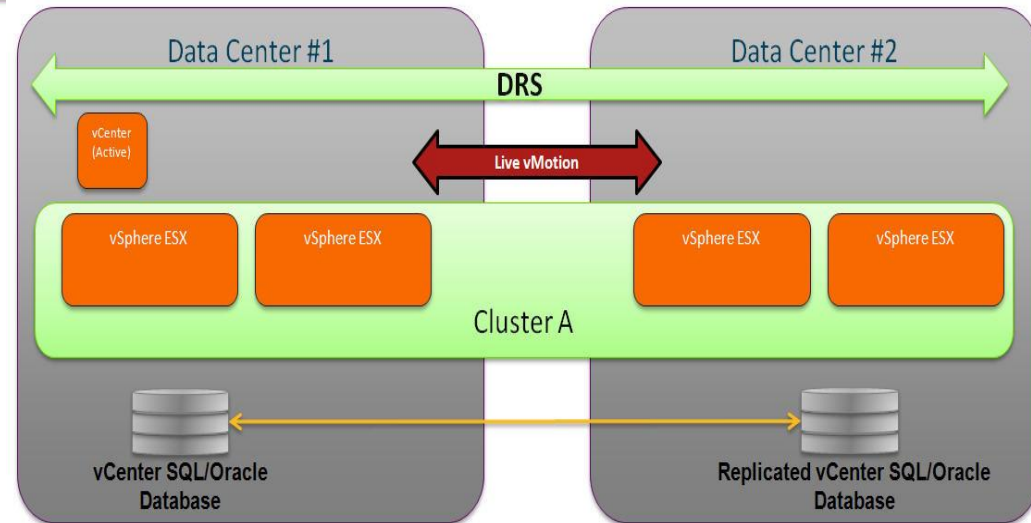 Data Center #1
Data Center #2
DRS
vCenter
(Active)
Live vMotion
vSphere ESX
vSphere ESX
vSphere ESX
vSphere ESX
Cluster A
vCenter SQL/Oracle
Database
Replicated vCenter SQL/Oracle
Database